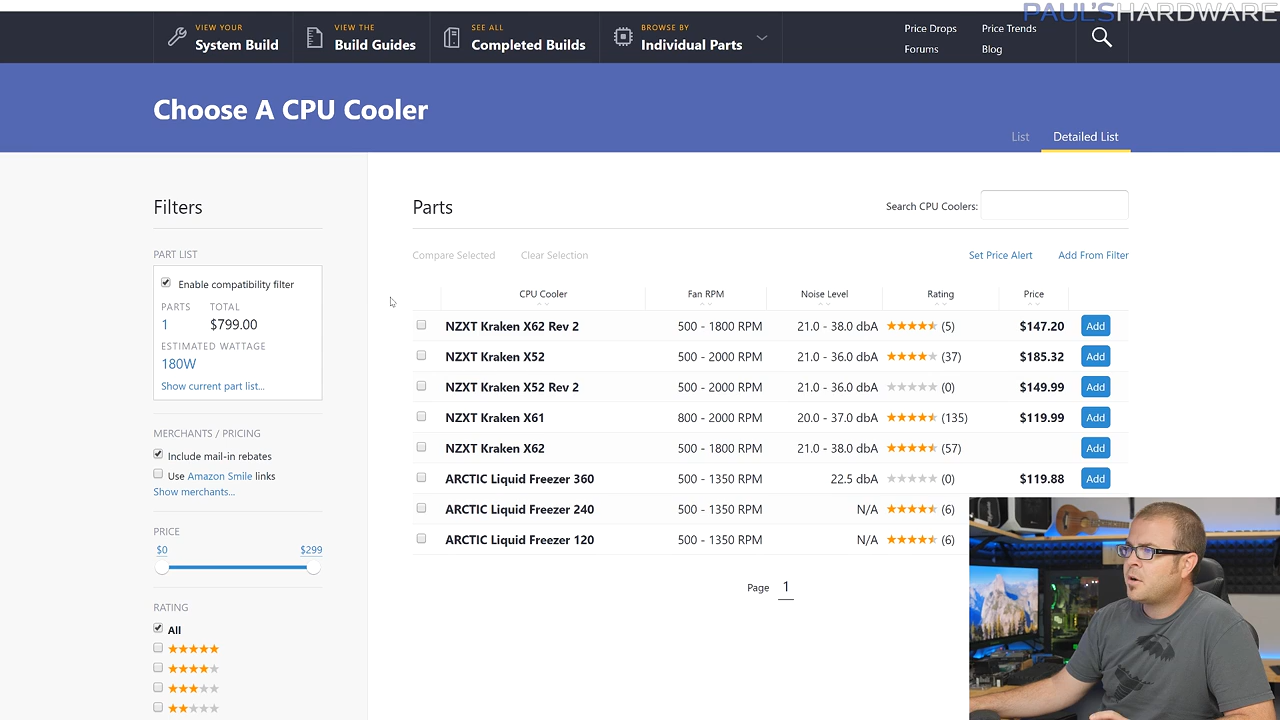 PAUL'SHARDWARE
VIEW YOUR
System Build
VIEW THE
Build Guides
SEE ALL
Completed Builds
BROWSE BY
Individual Parts
Price Drops
Price Trends
Forums
Blog
Choose A CPU Cooler
List
Detailed List
Filters
PART LIST
Enable compatibility filter
PARTS TOTAL
1 $799.00
ESTIMATED WATTAGE
180W
Show current part list...
MERCHANTS / PRICING
Include mail-in rebates
Use Amazon Smile links
Show merchants...
PRICE
$0 $299
RATING
All
Parts
Search CPU Coolers:
Compare Selected Clear Selection Set Price Alert Add From Filter
CPU Cooler Fan RPM Noise Level Rating Price
NZXT Kraken X62 Rev 2 500 - 1800 RPM 21.0 - 38.0 dbA (5) $147.20 Add
NZXT Kraken X52 500 - 2000 RPM 21.0 - 36.0 dbA (37) $185.32 Add
NZXT Kraken X52 Rev 2 500 - 2000 RPM 21.0 - 36.0 dbA (0) $149.99 Add
NZXT Kraken X61 800 - 2000 RPM 20.0 - 37.0 dbA (135) $119.99 Add
NZXT Kraken X62 500 - 1800 RPM 21.0 - 38.0 dbA (57) Add
ARCTIC Liquid Freezer 360 500 - 1350 RPM 22.5 dbA (0) $119.88 Add
ARCTIC Liquid Freezer 240 500 - 1350 RPM N/A (6)
ARCTIC Liquid Freezer 120 500 - 1350 RPM N/A (6)
Page 1